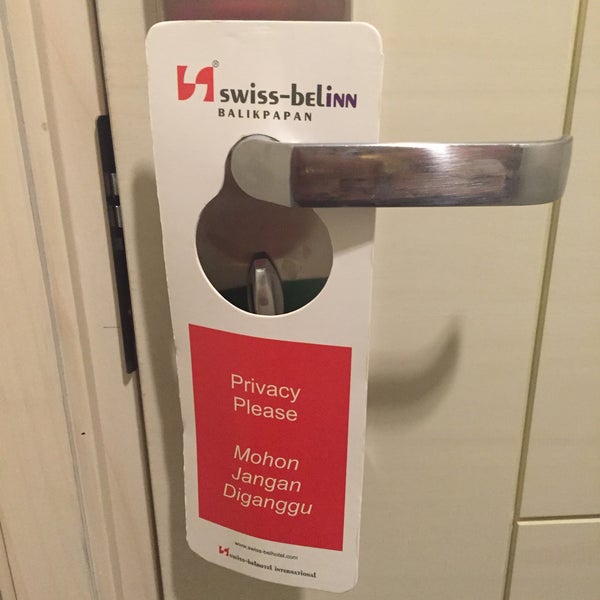 swiss-belinn
BALIKPAPAN
Privacy
Please
Mohon
Jangan
Diganggu
www.swiss-belhotel.com
swiss-belhotel INTERNATIONAL